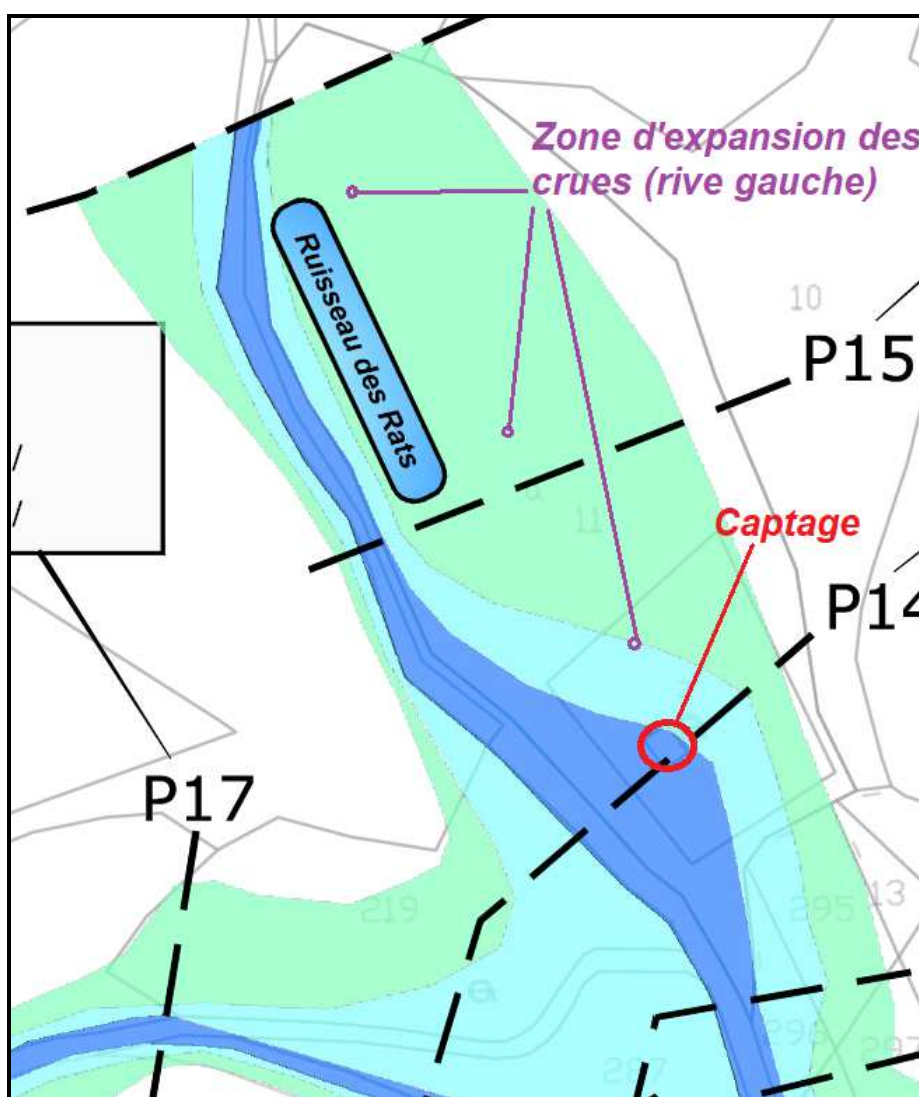 Zone d'expansion des
crues (rive gauche)
Ruisseau des Rats
10
P15
11
Captage
P14
P17
219
295
13
296
297
287